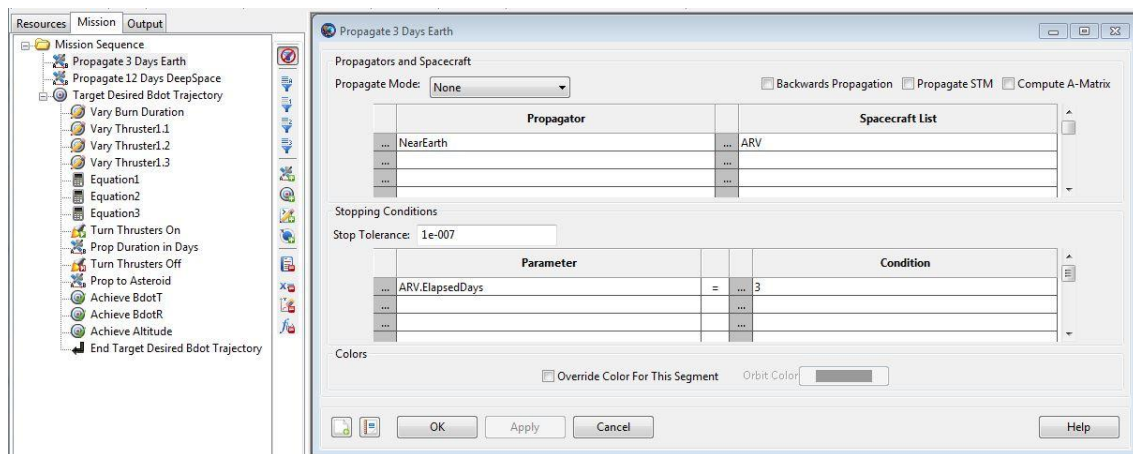 Resources Mission Output
Mission Sequence
Propagate 3 Days Earth
Propagate 12 Days DeepSpace
Target Desired Bdot Trajectory
Vary Burn Duration
Vary Thruster1.1
Vary Thruster1.2
Vary Thruster1.3
Equation1
Equation2
Equation3
Turn Thrusters On
Prop Duration in Days
Turn Thrusters Off
Prop to Asteroid
Achieve BdotT
Achieve BdotR
Achieve Altitude
End Target Desired Bdot Trajectory
Propagate 3 Days Earth
Propagators and Spacecraft
Propagate Mode: None Backwards Propagation Propagate STM Compute A-Matrix
Propagator Spacecraft List
... NearEarth ... ARV
... ...
... ...
Stopping Conditions
Stop Tolerance: 1e-007
Parameter Condition
... ARV.ElapsedDays = ... 3
... ...
... ...
Colors
Override Color For This Segment Orbit Color
OK Apply Cancel Help